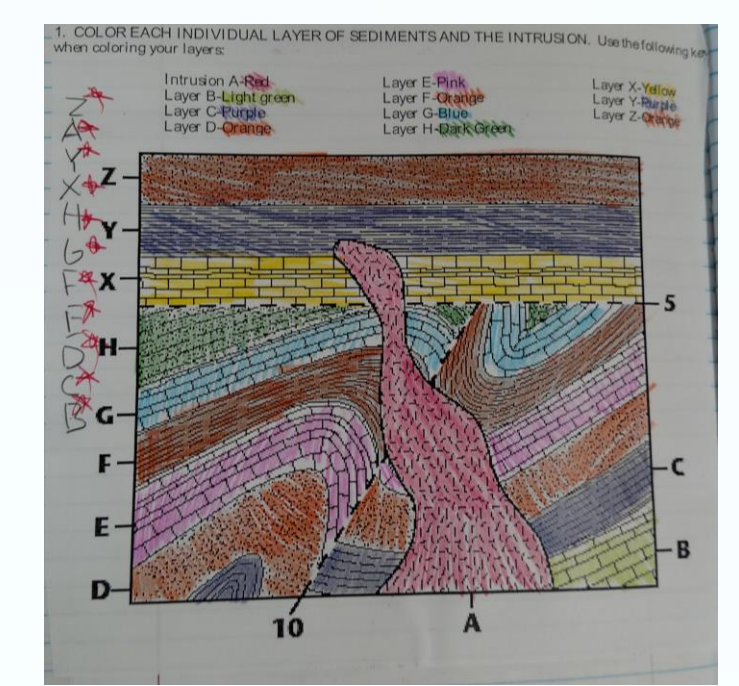 1. COLOR EACH INDIVIDUAL LAYER OF SEDIMENTS AND THE INTRUSION. Use the following key
when coloring your layers:
Intrusion A-Red
Layer B-Light green
Layer C-Purple
Layer D-Orange
Layer E-Pink
Layer F-Orange
Layer G-Blue
Layer H-Dark Green
Layer X-Yellow
Layer Y-Purple
Layer Z-Orange
Z
A
Y
X
H
G
F
E
D
C
B
Z
Y
X
5
H
G
F
C
E
B
D
10
A